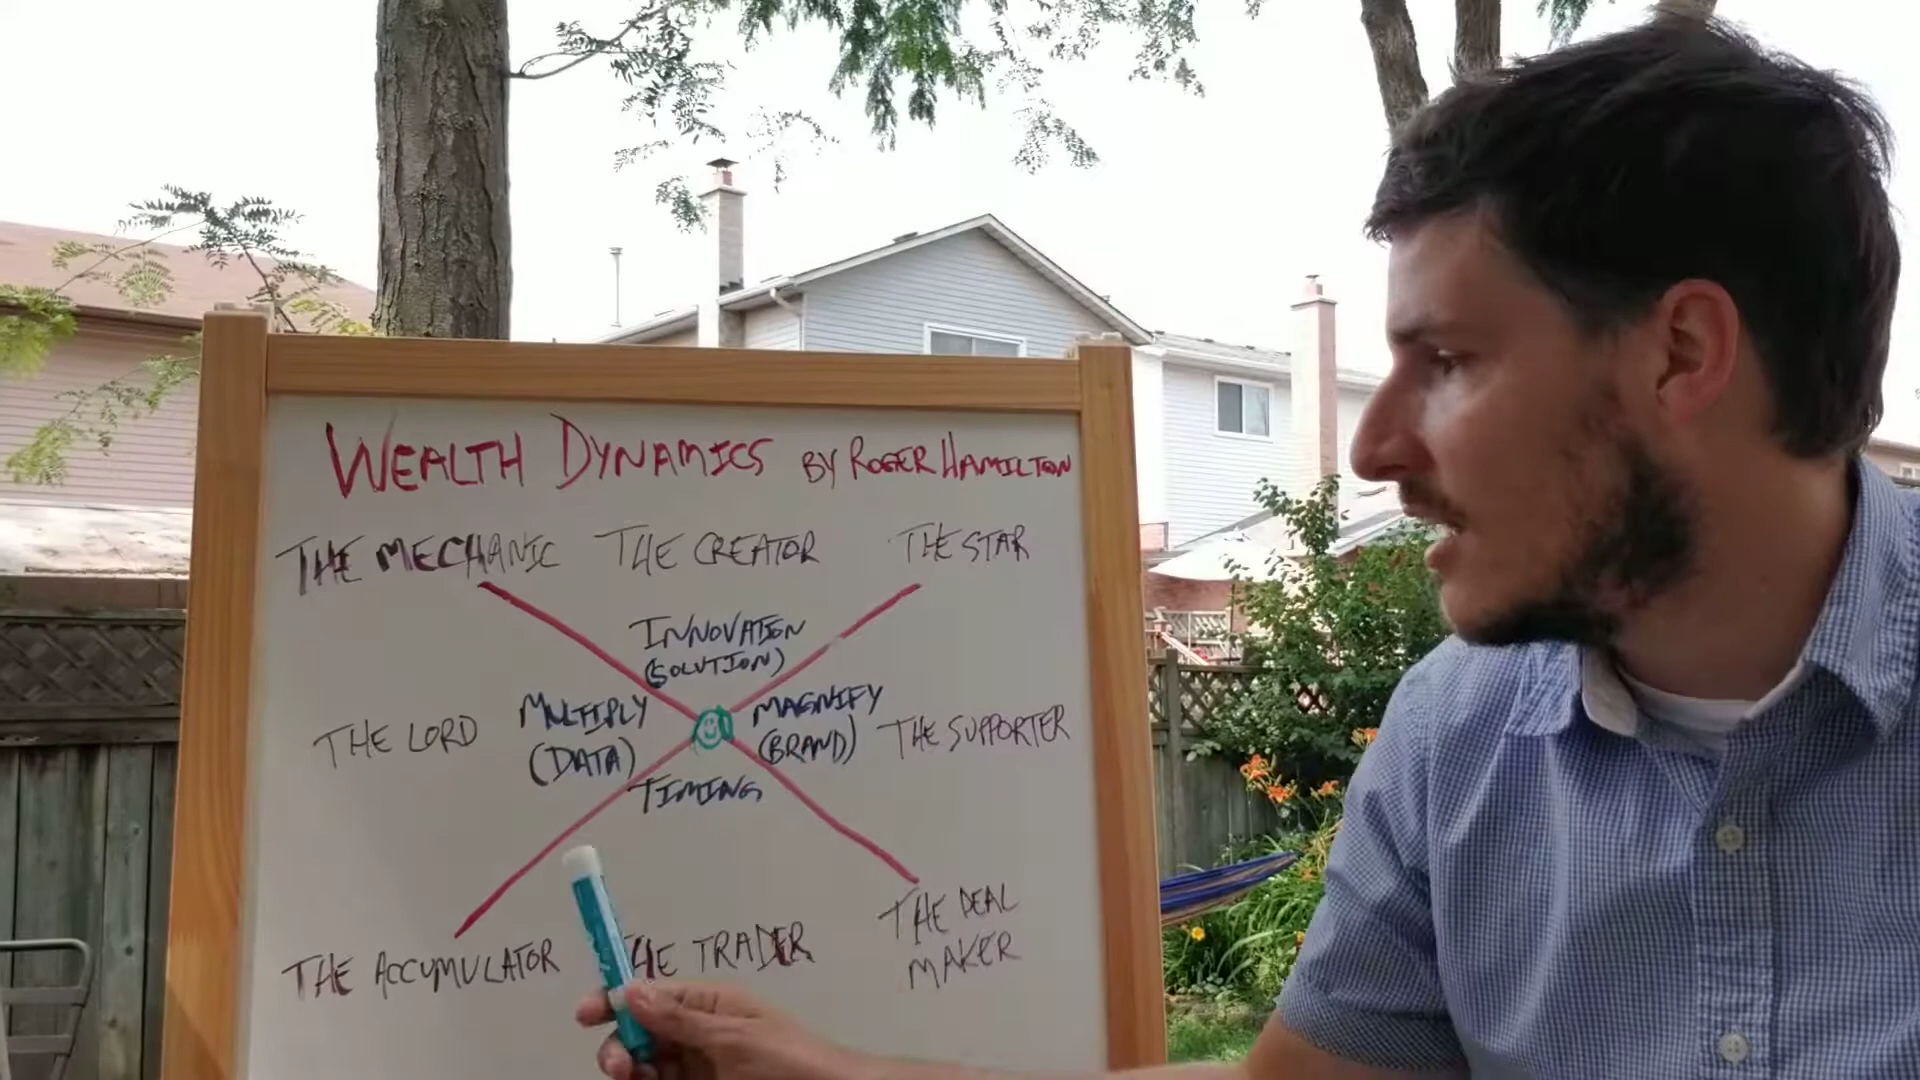 WEALTH DYNAMICS BY ROGER HAMILTON
THE MECHANIC THE CREATOR THE STAR
INNOVATION
(SOLUTION)
THE LORD
MULTIPLY
(DATA)
MAGNIFY
(BRAND)
THE SUPPORTER
TIMING
THE ACCUMULATOR
THE TRADER
THE DEAL
MAKER